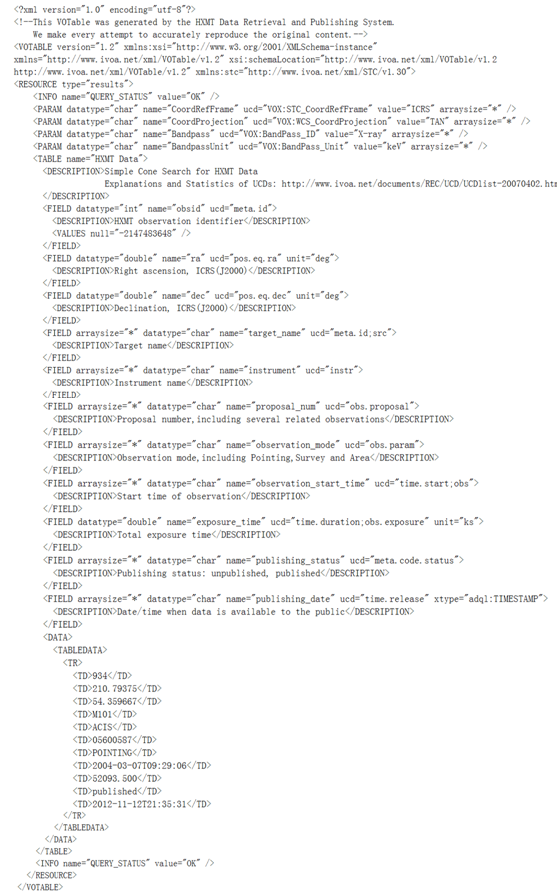 <?xml version="1.0" encoding="utf-8"?>
<!--This VOTable was generated by the HXMT Data Retrieval and Publishing System.
We make every attempt to accurately reproduce the original content.-->
<VOTABLE version="1.2" xmlns:xsi="http://www.w3.org/2001/XMLSchema-instance"
xmlns="http://www.ivoa.net/xml/VOTable/v1.2" xsi:schemaLocation="http://www.ivoa.net/xml/VOTable/v1.2
http://www.ivoa.net/xml/VOTable/v1.2" xmlns:stc="http://www.ivoa.net/xml/STC/v1.30">
<RESOURCE type="results">
<INFO name="QUERY_STATUS" value="OK" />
<PARAM datatype="char" name="CoordRefFrame" ucd="VOX:STC_CoordRefFrame" value="ICRS" arraysize="*" />
<PARAM datatype="char" name="CoordProjection" ucd="VOX:WCS_CoordProjection" value="TAN" arraysize="*" />
<PARAM datatype="char" name="Bandpass" ucd="VOX:BandPass_ID" value="X-ray" arraysize="*" />
<PARAM datatype="char" name="BandpassUnit" ucd="VOX:BandPass_Unit" value="keV" arraysize="*" />
<TABLE name="HXMT Data">
<DESCRIPTION>Simple Cone Search for HXMT Data
Explanations and Statistics of UCDs: http://www.ivoa.net/documents/REC/UCD/UCDlist-20070402.htm
</DESCRIPTION>
<FIELD datatype="int" name="obsid" ucd="meta.id">
<DESCRIPTION>HXMT observation identifier</DESCRIPTION>
<VALUES null="-2147483648" />
</FIELD>
<FIELD datatype="double" name="ra" ucd="pos.eq.ra" unit="deg">
<DESCRIPTION>Right ascension, ICRS(J2000)</DESCRIPTION>
</FIELD>
<FIELD datatype="double" name="dec" ucd="pos.eq.dec" unit="deg">
<DESCRIPTION>Declination, ICRS(J2000)</DESCRIPTION>
</FIELD>
<FIELD arraysize="*" datatype="char" name="target_name" ucd="meta.id;src">
<DESCRIPTION>Target name</DESCRIPTION>
</FIELD>
<FIELD arraysize="*" datatype="char" name="instrument" ucd="instr">
<DESCRIPTION>Instrument name</DESCRIPTION>
</FIELD>
<FIELD arraysize="*" datatype="char" name="proposal_num" ucd="obs.proposal">
<DESCRIPTION>Proposal number,including several related observations</DESCRIPTION>
</FIELD>
<FIELD arraysize="*" datatype="char" name="observation_mode" ucd="obs.param">
<DESCRIPTION>Observation mode,including Pointing,Survey and Area</DESCRIPTION>
</FIELD>
<FIELD arraysize="*" datatype="char" name="observation_start_time" ucd="time.start;obs">
<DESCRIPTION>Start time of observation</DESCRIPTION>
</FIELD>
<FIELD datatype="double" name="exposure_time" ucd="time.duration;obs.exposure" unit="ks">
<DESCRIPTION>Total exposure time</DESCRIPTION>
</FIELD>
<FIELD arraysize="*" datatype="char" name="publishing_status" ucd="meta.code.status">
<DESCRIPTION>Publishing status: unpublished, published</DESCRIPTION>
</FIELD>
<FIELD arraysize="*" datatype="char" name="publishing_date" ucd="time.release" xtype="adql:TIMESTAMP">
<DESCRIPTION>Date/time when data is available to the public</DESCRIPTION>
</FIELD>
<DATA>
<TABLEDATA>
<TR>
<TD>934</TD>
<TD>210.79375</TD>
<TD>54.359667</TD>
<TD>M101</TD>
<TD>ACIS</TD>
<TD>05600587</TD>
<TD>POINTING</TD>
<TD>2004-03-07T09:29:06</TD>
<TD>52093.500</TD>
<TD>published</TD>
<TD>2012-11-12T21:35:31</TD>
</TR>
</TABLEDATA>
</DATA>
</TABLE>
<INFO name="QUERY_STATUS" value="OK" />
</RESOURCE>
</VOTABLE>